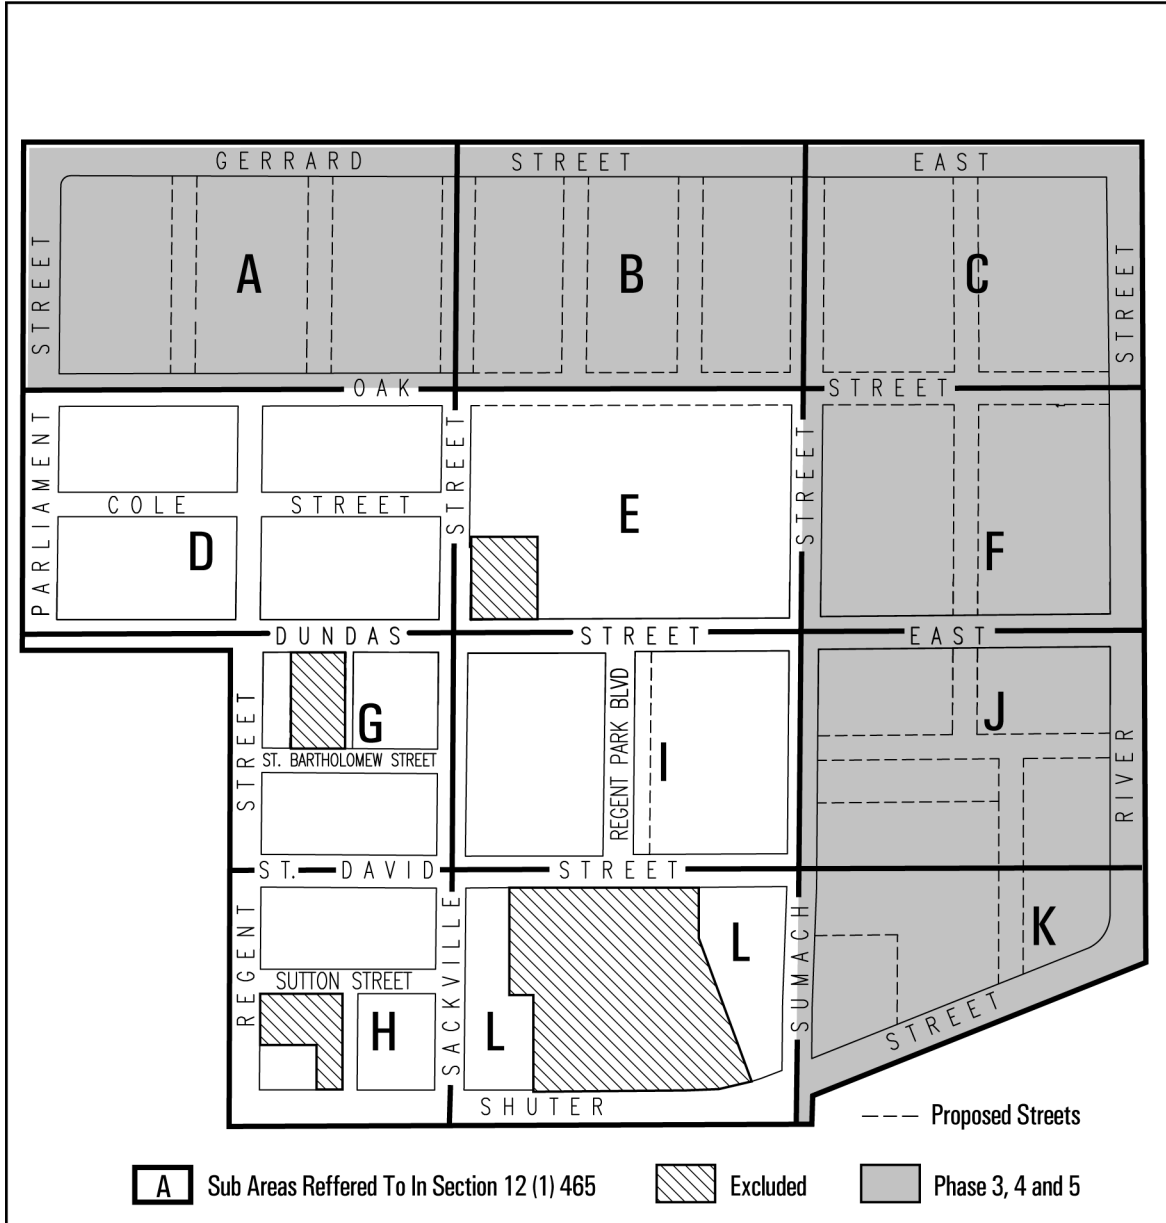 GERRARD STREET EAST
STREET
A
B
C
STREET
OAK STREET
PARLIAMENT
STREET
STREET
COLE STREET
D
E
F
DUNDAS STREET EAST
STREET
G
REGENT PARK BLVD
I
J
RIVER
ST. BARTHOLOMEW STREET
ST. DAVID STREET
REGENT
SACKVILLE
SUMACH
L
K
SUTTON STREET
H
L
STREET
SHUTER
Proposed Streets
A Sub Areas Reffered To In Section 12 (1) 465
Excluded
Phase 3, 4 and 5